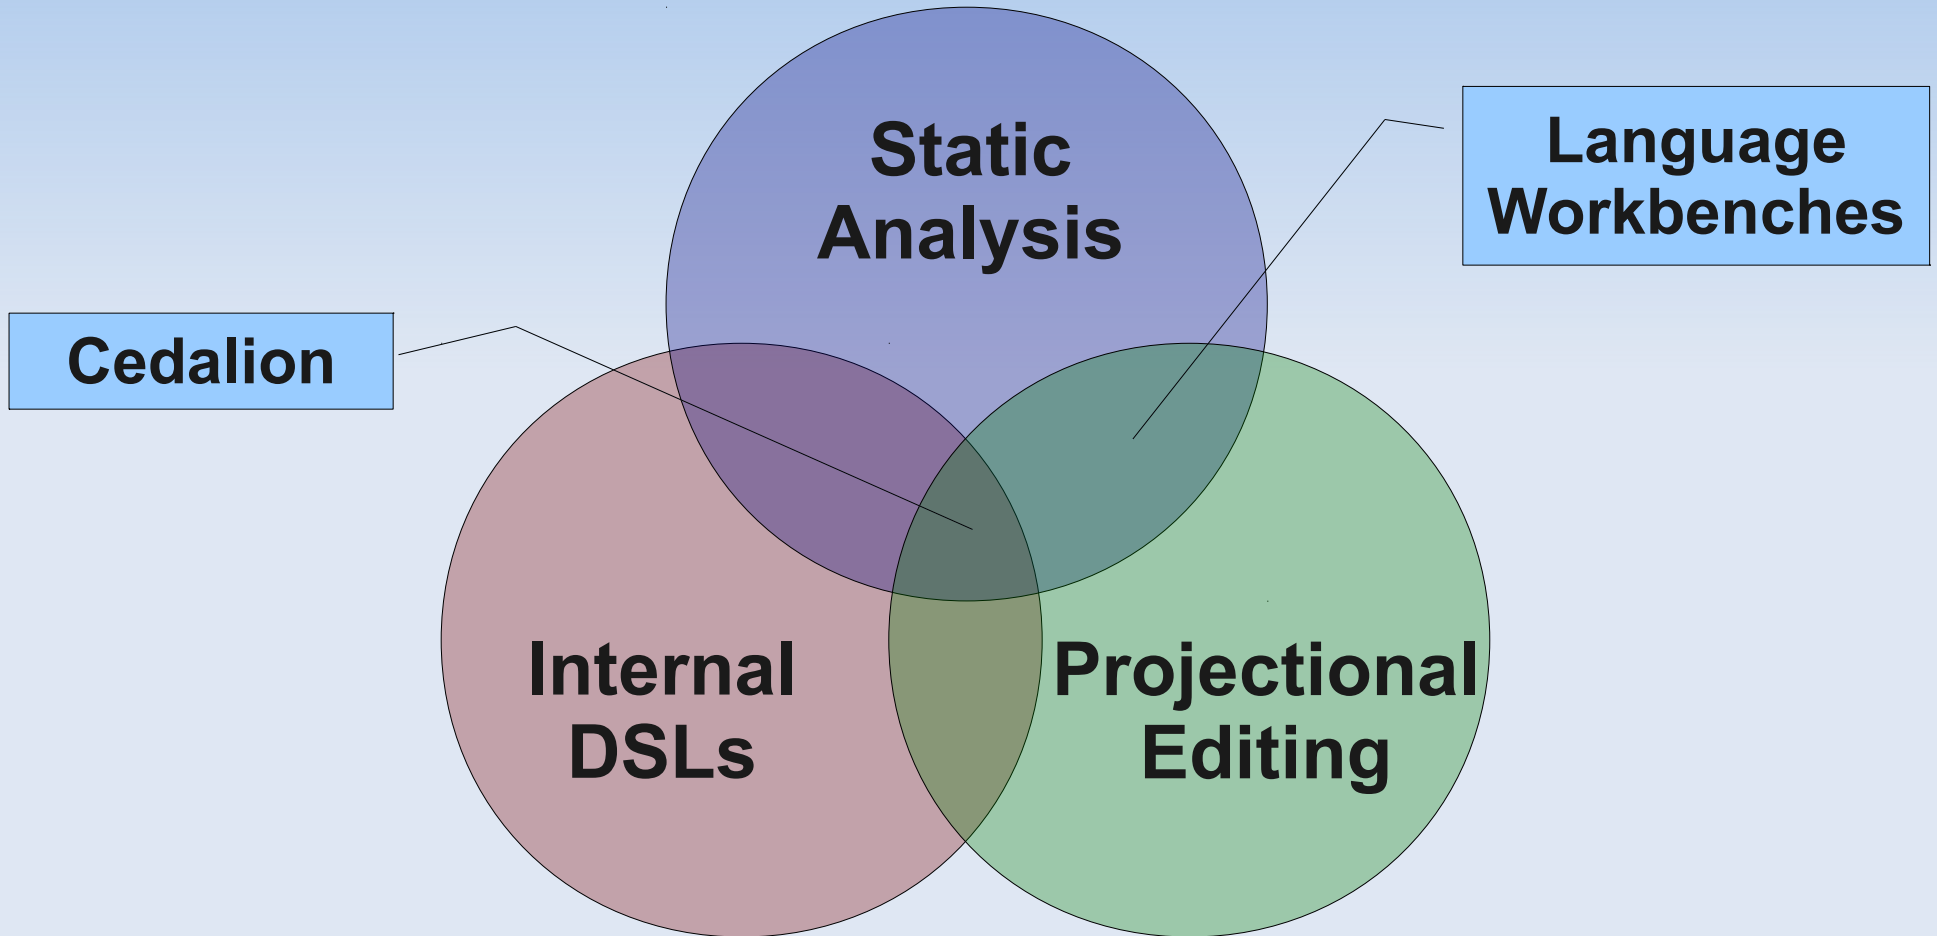 Static
Analysis
Language
Workbenches
Cedalion
Internal
DSLs
Projectional
Editing